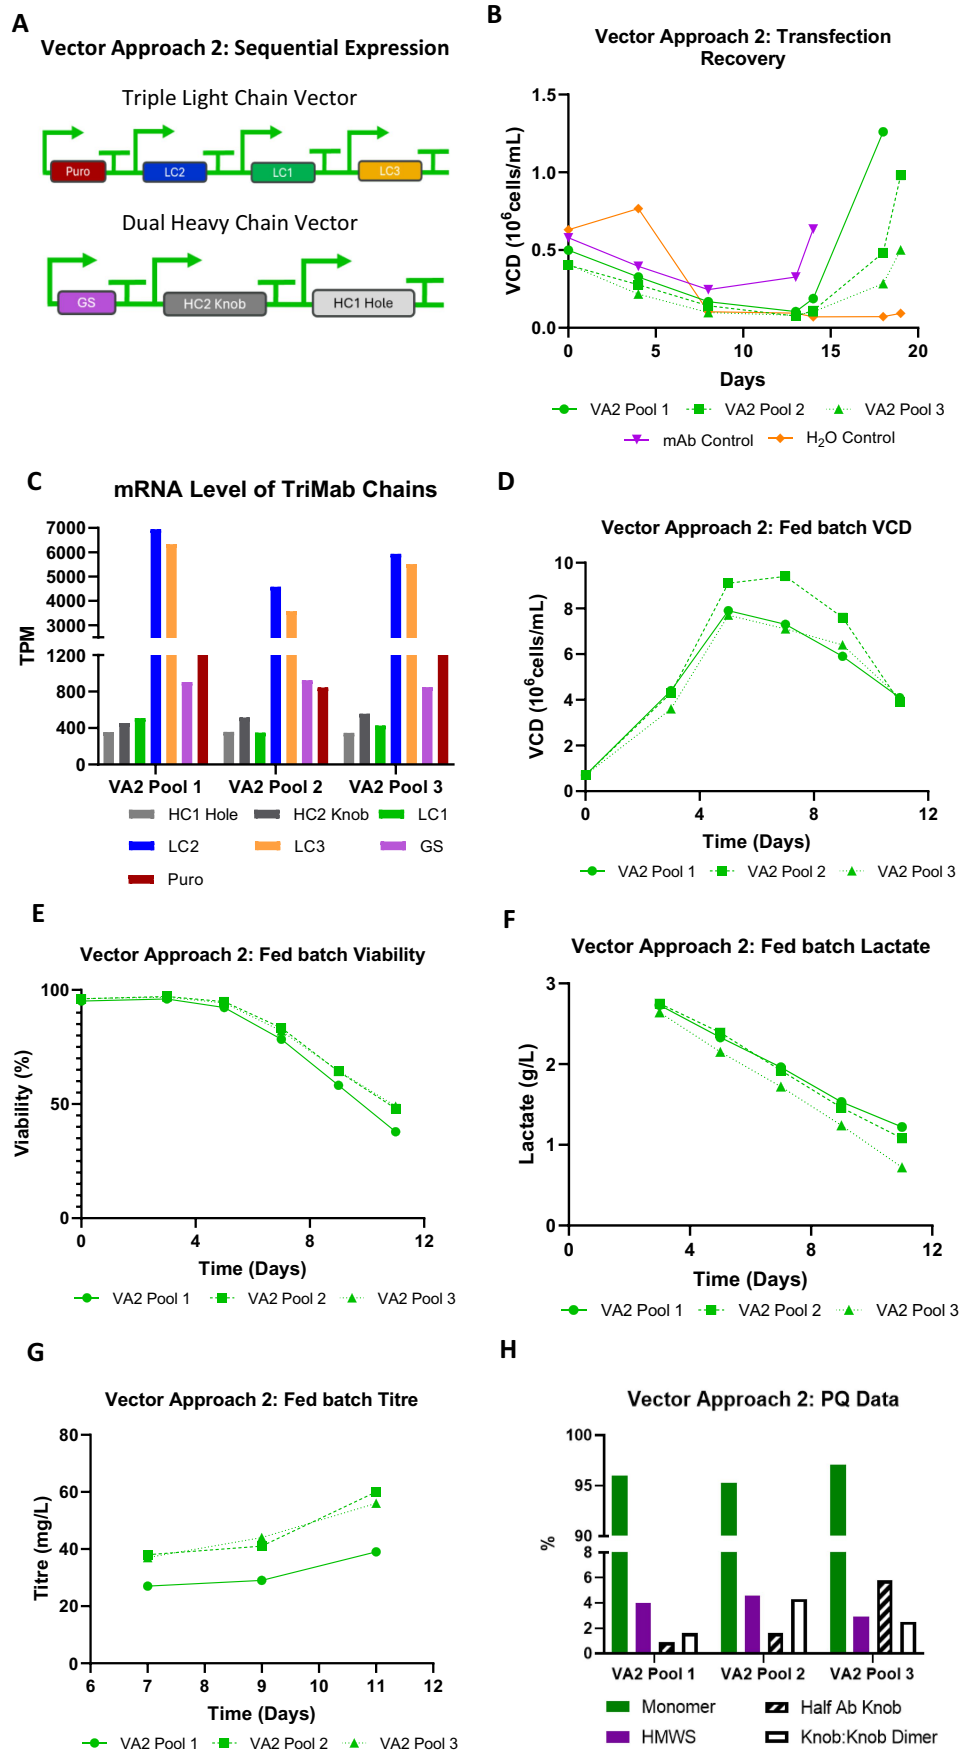 A
Vector Approach 2: Sequential Expression
Triple Light Chain Vector
Puro
LC2
LC1
LC3
Dual Heavy Chain Vector
GS
HC2 Knob
HC1 Hole
B
Vector Approach 2: Transfection
Recovery
VCD (10⁶cells/mL)
1.5
1.0
0.5
0.0
0 5 10 15 20
Days
VA2 Pool 1 VA2 Pool 2 VA2 Pool 3
mAb Control H₂O Control
C
mRNA Level of TriMab Chains
TPM
7000
6000
5000
4000
3000
1200
800
400
0
VA2 Pool 1 VA2 Pool 2 VA2 Pool 3
HC1 Hole HC2 Knob LC1
LC2 LC3 GS
Puro
D
Vector Approach 2: Fed batch VCD
VCD (10⁶cells/mL)
10
8
6
4
2
0
0 4 8 12
Time (Days)
VA2 Pool 1 VA2 Pool 2 VA2 Pool 3
E
Vector Approach 2: Fed batch Viability
Viability (%)
100
50
0
0 4 8 12
Time (Days)
VA2 Pool 1 VA2 Pool 2 VA2 Pool 3
F
Vector Approach 2: Fed batch Lactate
Lactate (g/L)
3
2
1
0
0 4 8 12
Time (Days)
VA2 Pool 1 VA2 Pool 2 VA2 Pool 3
G
Vector Approach 2: Fed batch Titre
Titre (mg/L)
80
60
40
20
0
6 7 8 9 10 11 12
Time (Days)
VA2 Pool 1 VA2 Pool 2 VA2 Pool 3
H
Vector Approach 2: PQ Data
%
100
95
90
8
6
4
2
0
VA2 Pool 1 VA2 Pool 2 VA2 Pool 3
Monomer Half Ab Knob
HMWS Knob:Knob Dimer